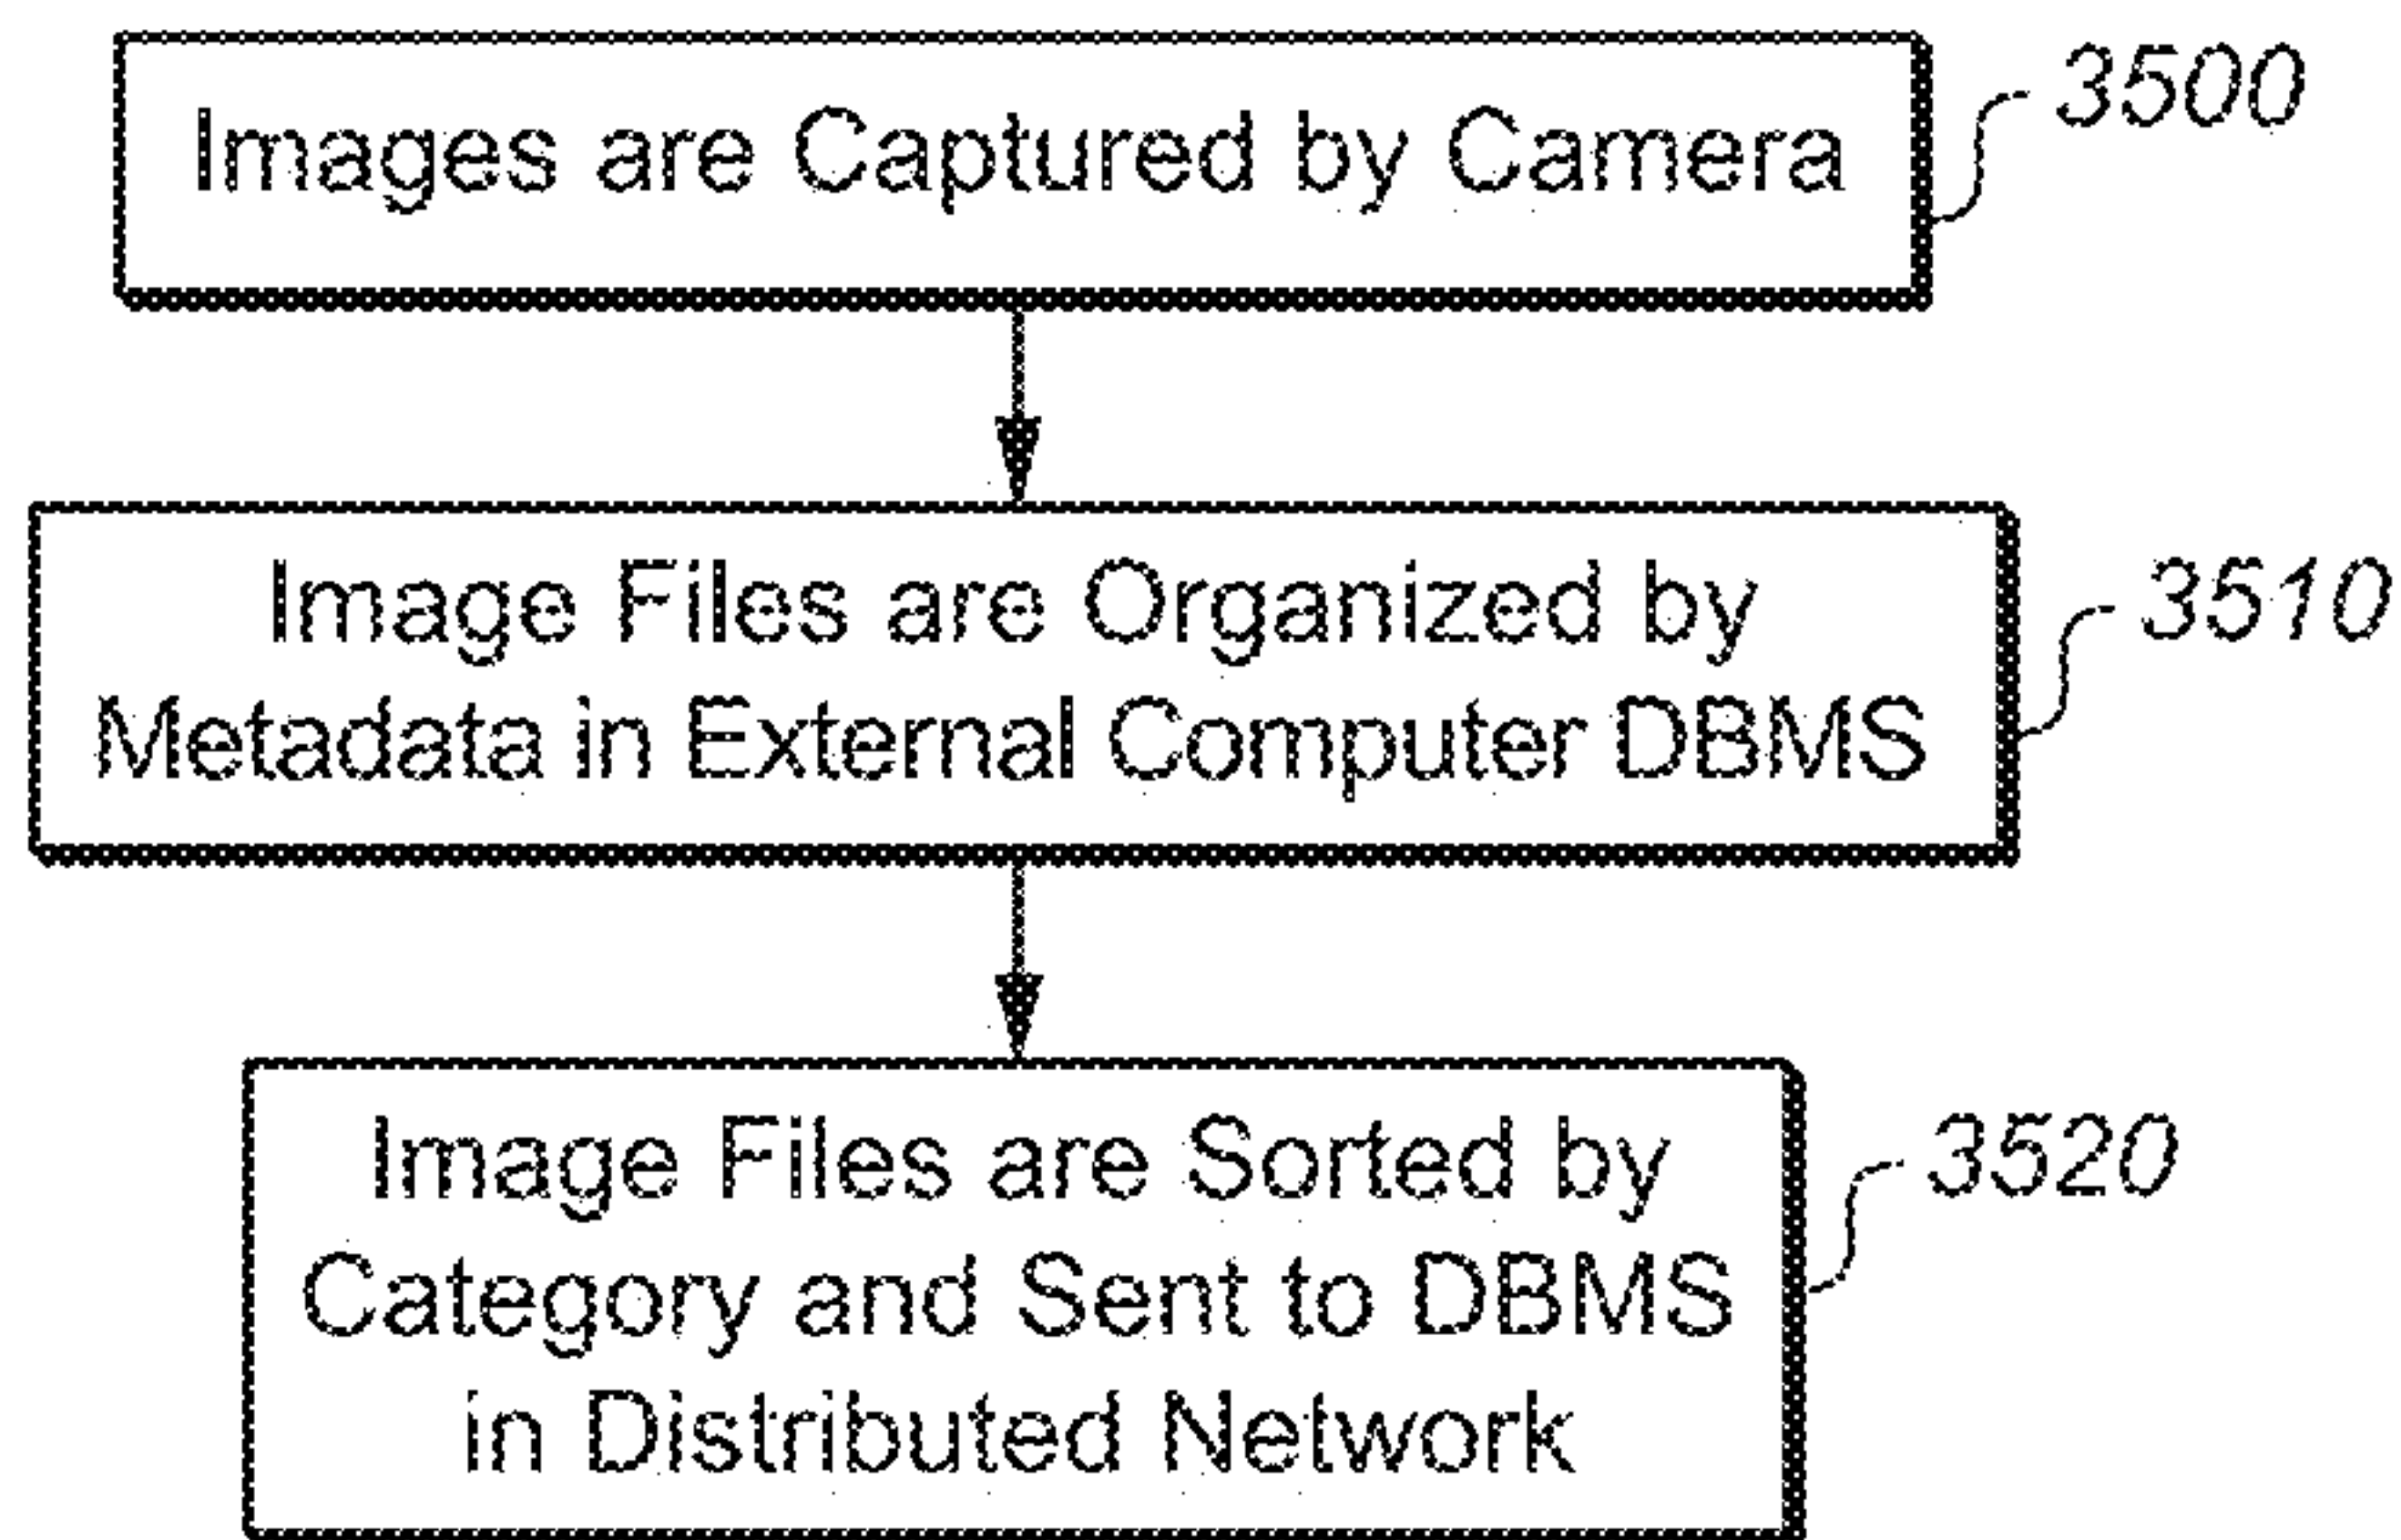 Images are Captured by Camera
3500
Image Files are Organized by
Metadata in External Computer DBMS
3510
Image Files are Sorted by
Category and Sent to DBMS
in Distributed Network
3520